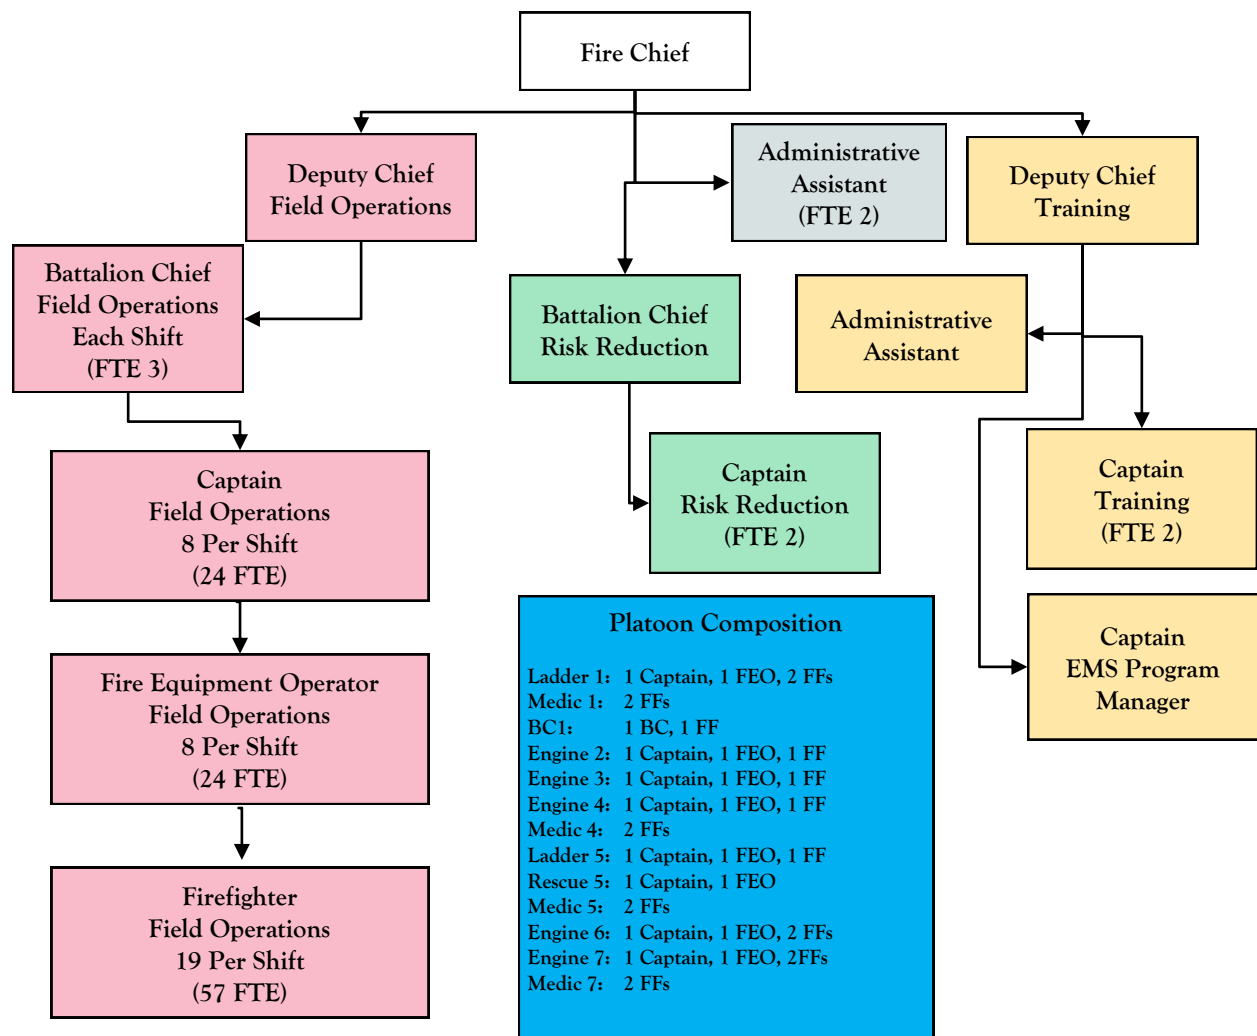 Fire Chief
Deputy Chief
Field Operations
Administrative
Assistant
(FTE 2)
Deputy Chief
Training
Battalion Chief
Field Operations
Each Shift
(FTE 3)
Battalion Chief
Risk Reduction
Administrative
Assistant
Captain
Field Operations
8 Per Shift
(24 FTE)
Captain
Risk Reduction
(FTE 2)
Captain
Training
(FTE 2)
Fire Equipment Operator
Field Operations
8 Per Shift
(24 FTE)
Captain
EMS Program
Manager
Firefighter
Field Operations
19 Per Shift
(57 FTE)
Platoon Composition
Ladder 1: 1 Captain, 1 FEO, 2 FFs
Medic 1: 2 FFs
BC1: 1 BC, 1 FF
Engine 2: 1 Captain, 1 FEO, 1 FF
Engine 3: 1 Captain, 1 FEO, 1 FF
Engine 4: 1 Captain, 1 FEO, 1 FF
Medic 4: 2 FFs
Ladder 5: 1 Captain, 1 FEO, 1 FF
Rescue 5: 1 Captain, 1 FEO
Medic 5: 2 FFs
Engine 6: 1 Captain, 1 FEO, 2 FFs
Engine 7: 1 Captain, 1 FEO, 2FFs
Medic 7: 2 FFs